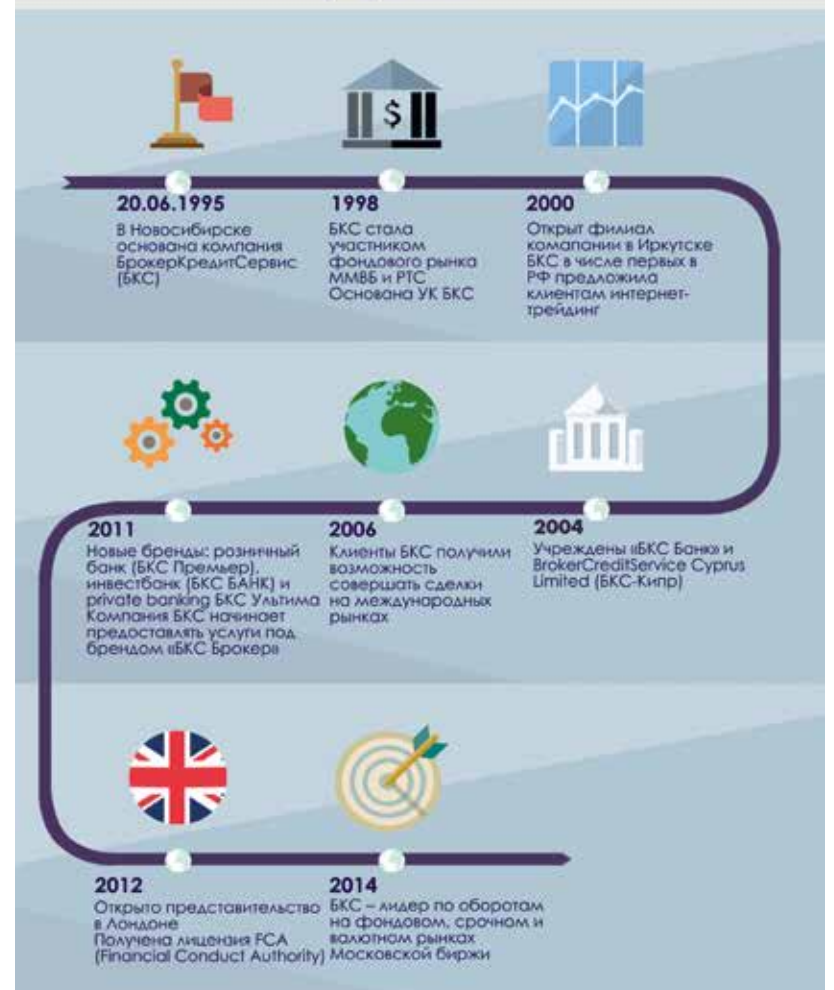 20.06.1995
В Новосибирске
основана компания
БрокерКредитСервис
(БКС)
1998
БКС стала
участником
фондового рынка
ММВБ и РТС
Основана УК БКС
2000
Открыт филиал
комапании в Иркутске
БКС в числе первых в
РФ предложила
клиентам интернет-
трейдинг
2004
Учреждены «БКС Банк» и
BrokerCreditService Cyprus
Limited (БКС-Кипр)
2006
Клиенты БКС получили
возможность
совершать сделки
на международных
рынках
2011
Новые бренды: розничный
банк (БКС Премьер),
инвестбанк (БКС БАНК) и
private banking БКС Ультима
Компания БКС начинает
предоставлять услуги под
брендом «БКС Брокер»
2012
Открыто представительство
в Лондоне
Получена лицензия FCA
(Financial Conduct Authority)
2014
БКС – лидер по оборотам
на фондовом, срочном и
валютном рынках
Московской биржи